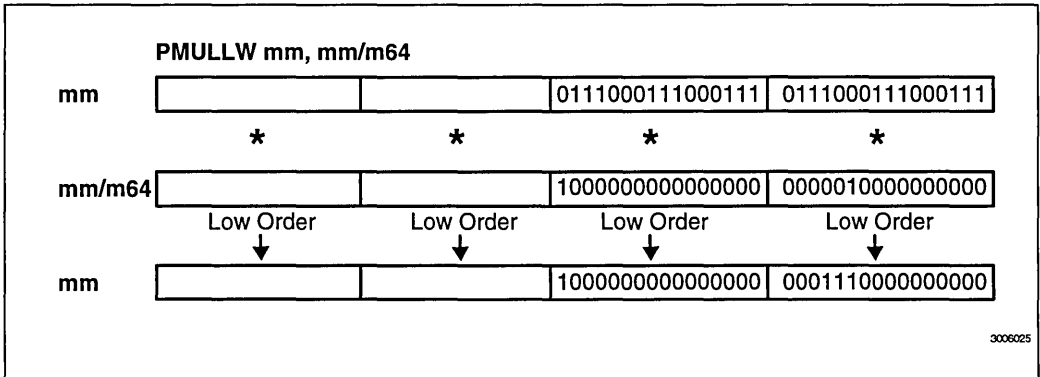 PMULLW mm, mm/m64
mm 0111000111000111 0111000111000111
* * * *
mm/m64 1000000000000000 0000010000000000
Low Order Low Order Low Order Low Order
mm 1000000000000000 0001110000000000
3006025